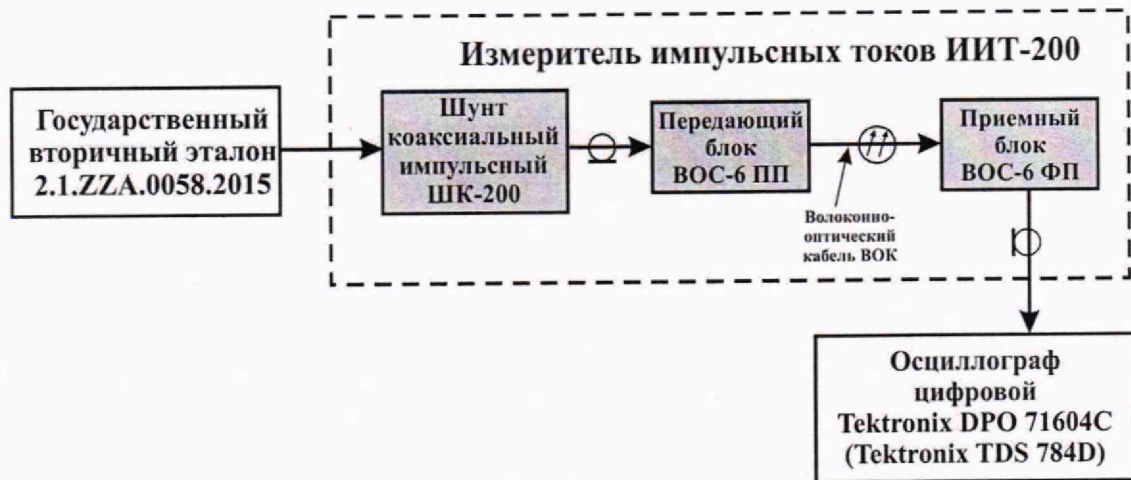 Измеритель импульсных токов ИИТ-200
Государственный
вторичный эталон
2.1.ZZA.0058.2015
Шунт
коаксиальный
импульсный
ШК-200
Передающий
блок
ВОС-6 ПП
Приемный
блок
ВОС-6 ФП
Волоконно-
оптический
кабель ВОК
Осциллограф
цифровой
Tektronix DPO 71604C
(Tektronix TDS 784D)